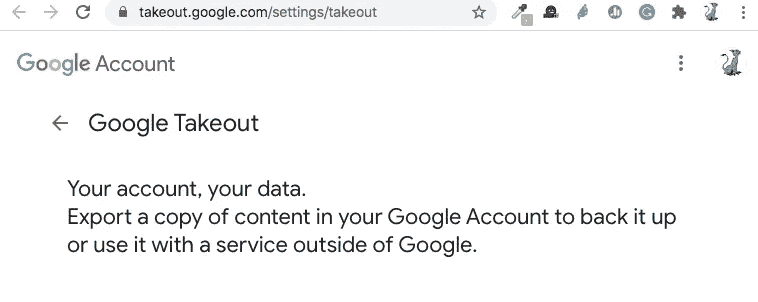 takeout.google.com/settings/takeout
Google Account
Google Takeout
Your account, your data.
Export a copy of content in your Google Account to back it up
or use it with a service outside of Google.